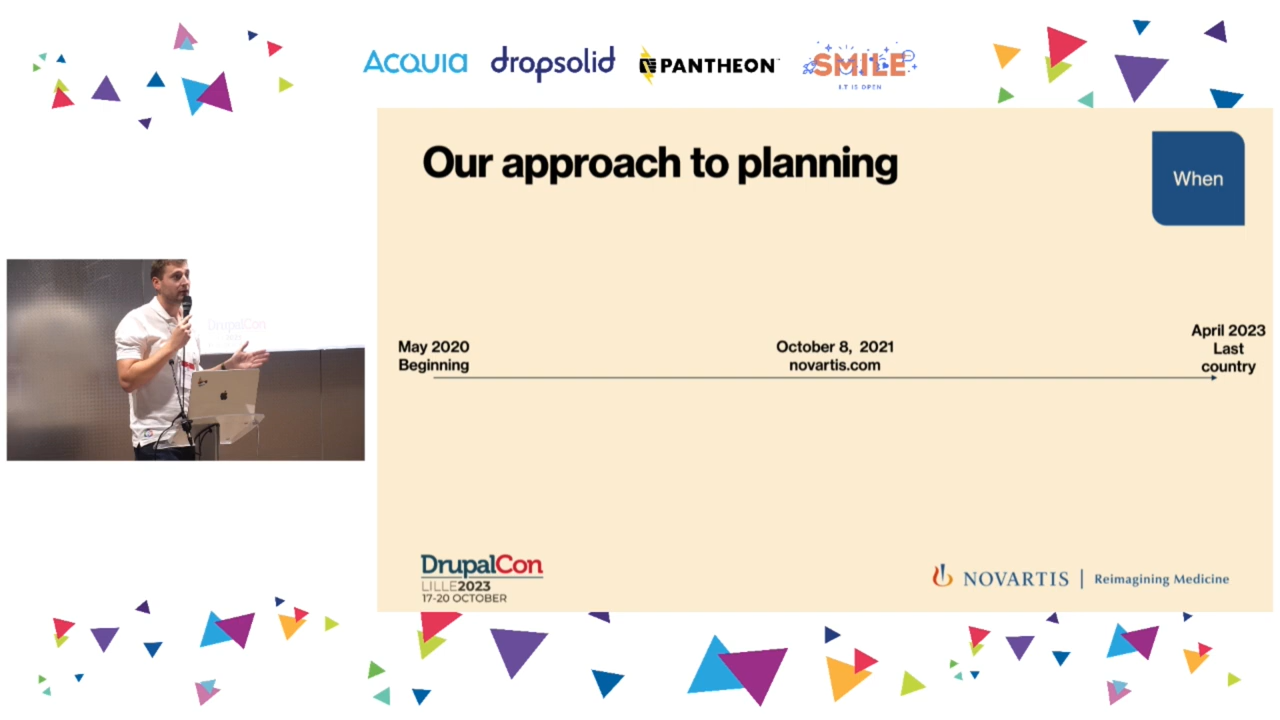 ACQUIA
dropsolid
PANTHEON
SMILE
I.T IS OPEN
Our approach to planning
When
DrupalCon
May 2020
Beginning
October 8, 2021
novartis.com
April 2023
Last
country
DrupalCon
LILLE2023
17-20 OCTOBER
NOVARTIS | Reimagining Medicine